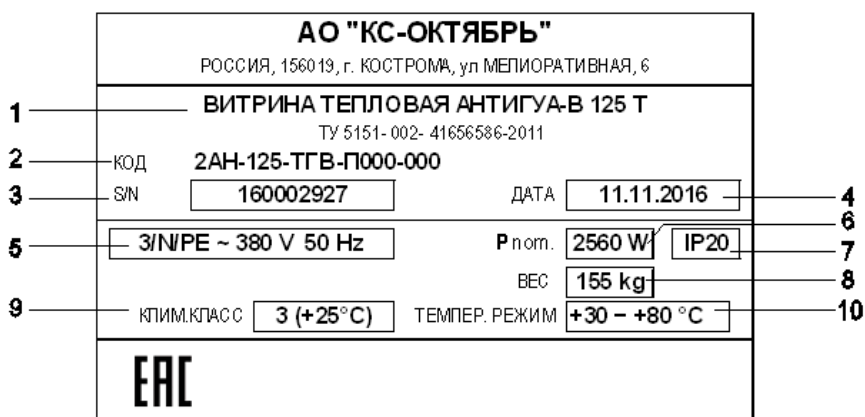 АО "КС-ОКТЯБРЬ"
РОССИЯ, 156019, г. КОСТРОМА, ул МЕЛИОРАТИВНАЯ, 6
1 ВИТРИНА ТЕПЛОВАЯ АНТИГУА-В 125 Т
ТУ 5151- 002- 41656586-2011
2 КОД 2АН-125-ТГВ-П000-000
3 S/N 160002927 ДАТА 11.11.2016 4
5 3/N/PE ~ 380 V 50 Hz Pnom. 2560 W 6 IP20 7
ВЕС 155 kg 8
9 КЛИМ.КЛАСС 3 (+25°C) ТЕМПЕР. РЕЖИМ +30 – +80 °C 10
EAC